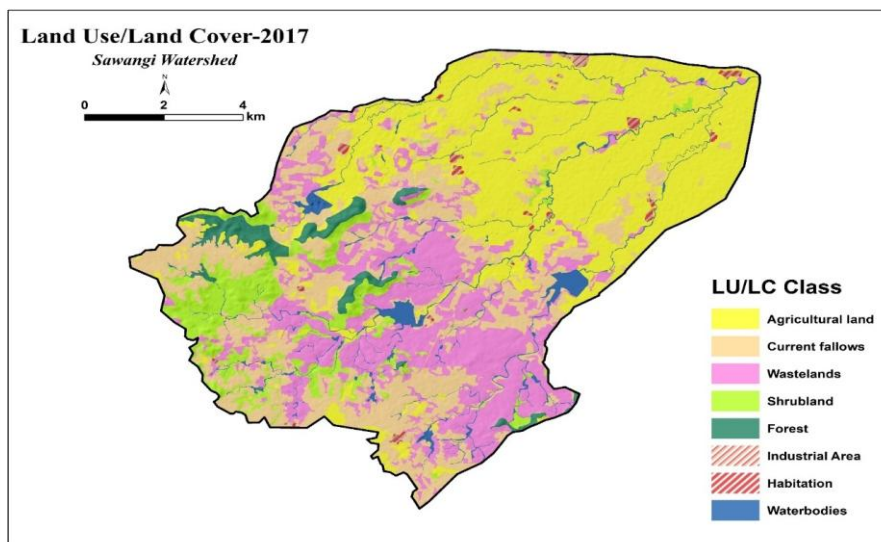 Land Use/Land Cover-2017
Sawangi Watershed
N
0 2 4
km
LU/LC Class
Agricultural land
Current fallows
Wastelands
Shrubland
Forest
Industrial Area
Habitation
Waterbodies